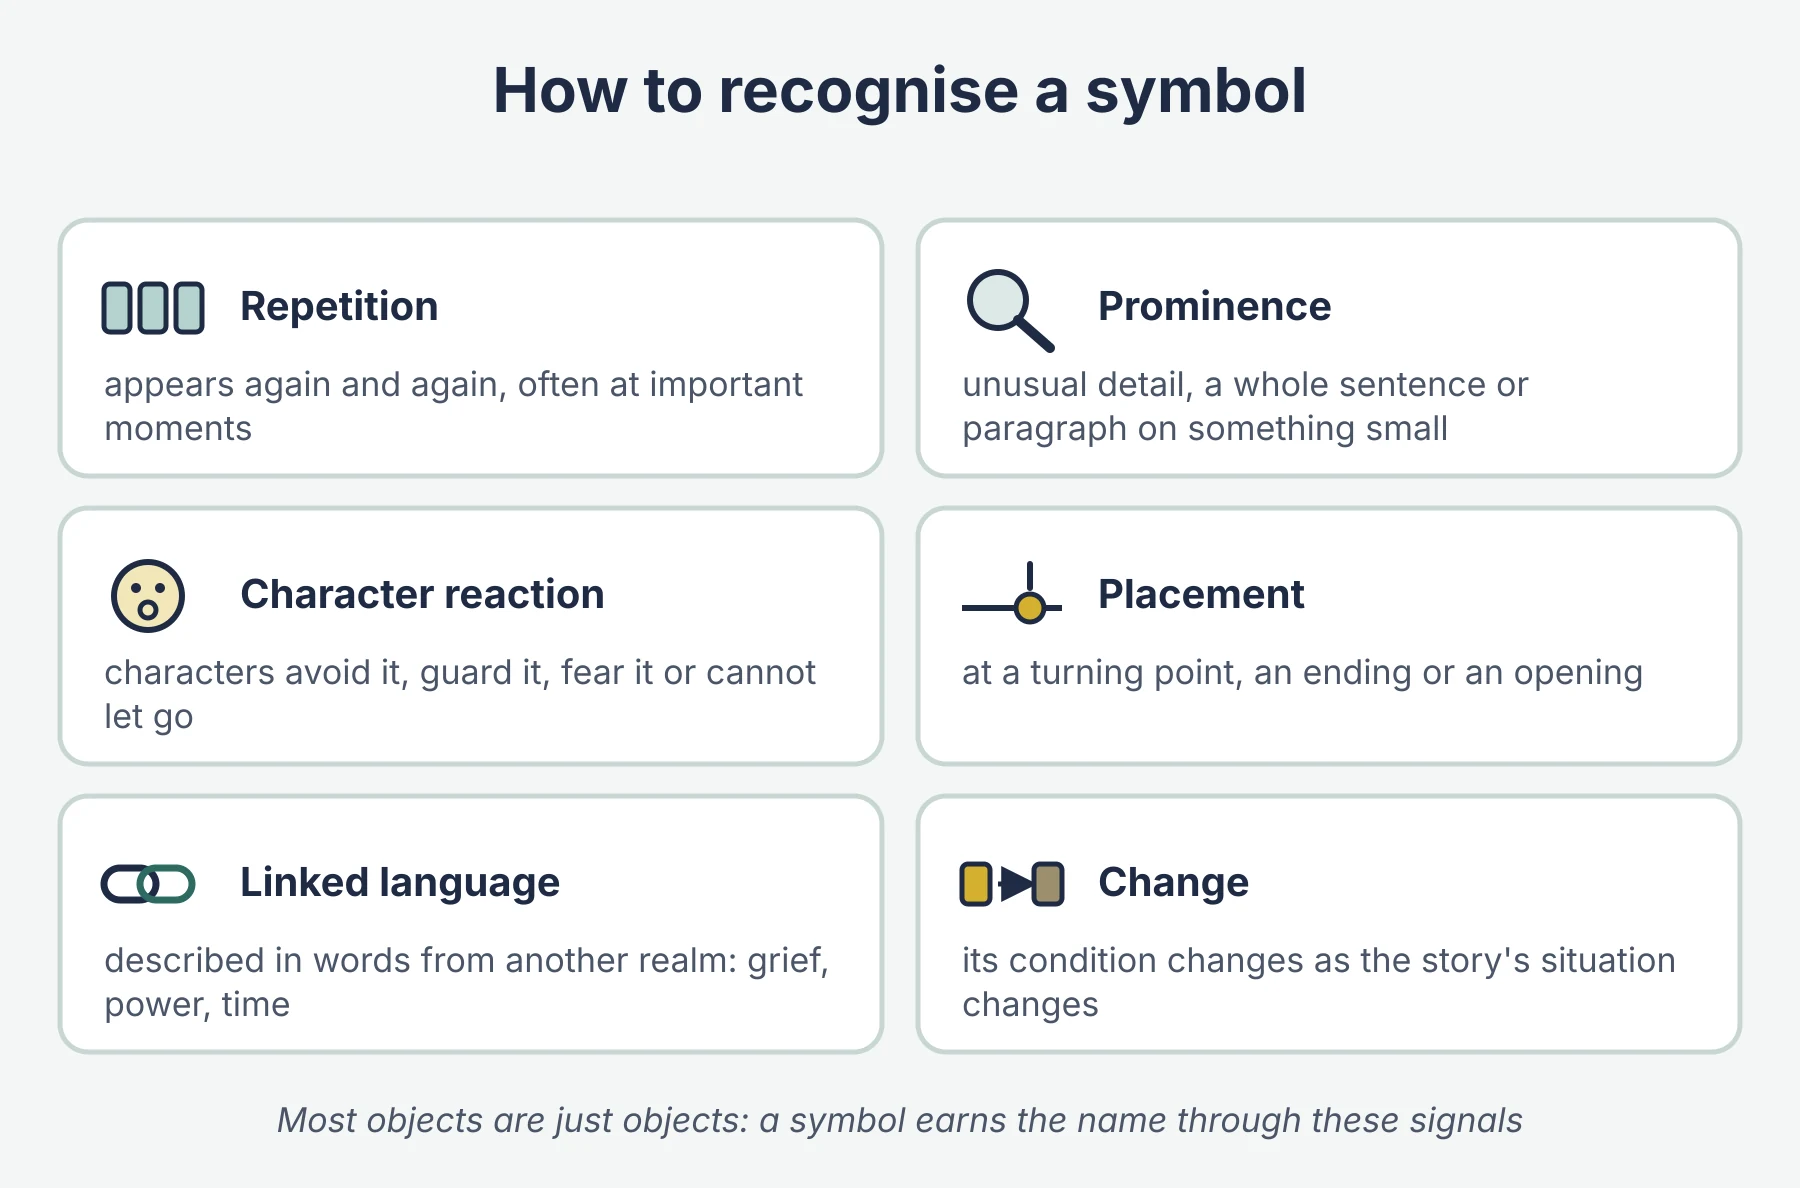 How to recognise a symbol
Repetition
appears again and again, often at important
moments
Prominence
unusual detail, a whole sentence or
paragraph on something small
Character reaction
characters avoid it, guard it, fear it or cannot
let go
Placement
at a turning point, an ending or an opening
Linked language
described in words from another realm: grief,
power, time
Change
its condition changes as the story's situation
changes
Most objects are just objects: a symbol earns the name through these signals